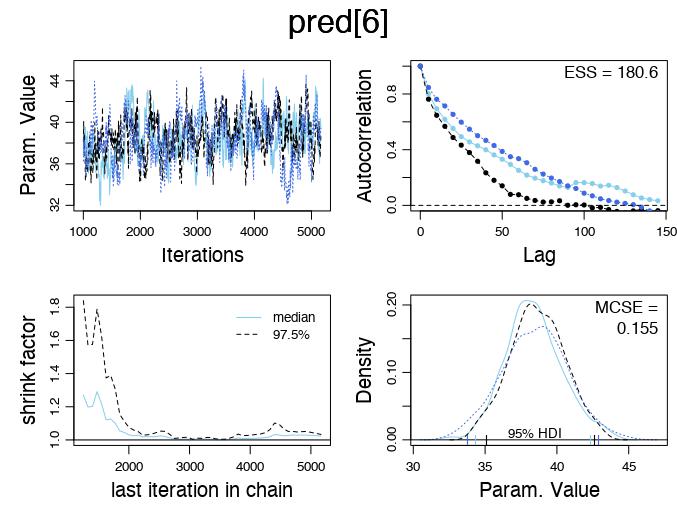 pred[6]
Param. Value
32
36
40
44
1000
2000
3000
4000
5000
Iterations
Autocorrelation
0.0
0.4
0.8
ESS = 180.6
0
50
100
150
Lag
shrink factor
1.0
1.2
1.4
1.6
1.8
median
97.5%
2000
3000
4000
5000
last iteration in chain
Density
0.00
0.10
0.20
MCSE =
0.155
95% HDI
30
35
40
45
Param. Value